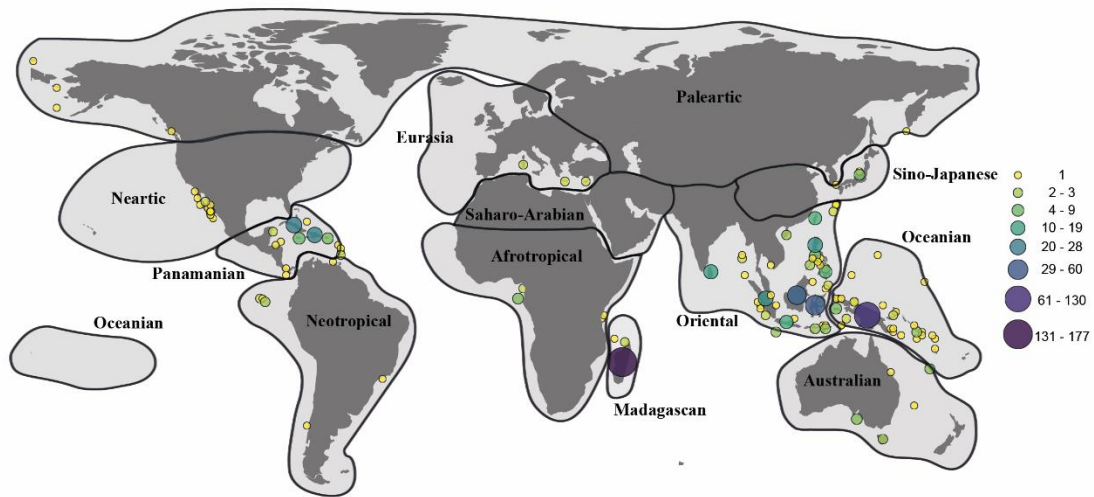 Paleartic
Eurasia
Neartic
Sino-Japanese
Saharo-Arabian
Oceanian
Afrotropical
Panamanian
Oceanian
Neotropical
Oriental
Australian
Madagascan
1
2 - 3
4 - 9
10 - 19
20 - 28
29 - 60
61 - 130
131 - 177